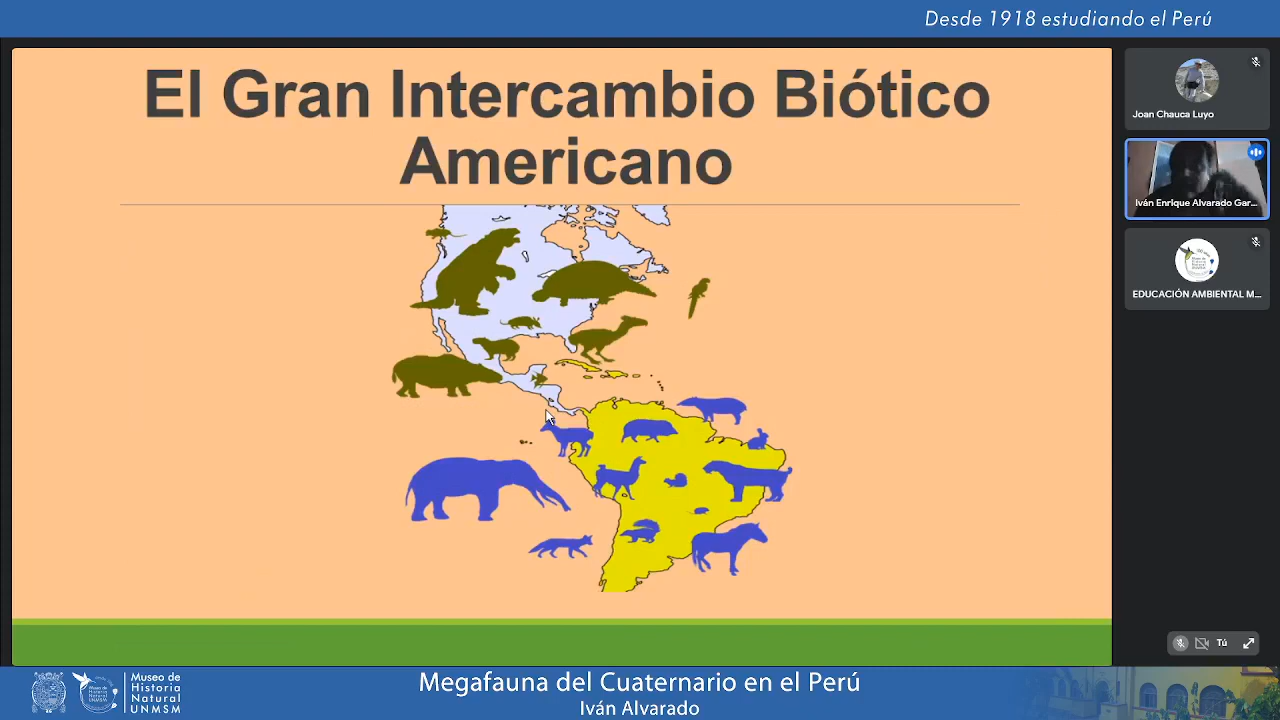 Desde 1918 estudiando el Perú
El Gran Intercambio Biótico
Americano
Joan Chauca Luyo
Iván Enrique Alvarado Gar...
EDUCACIÓN AMBIENTAL M...
Tú
Museo de
Historia
Natural
UNMSM
Megafauna del Cuaternario en el Perú
Iván Alvarado